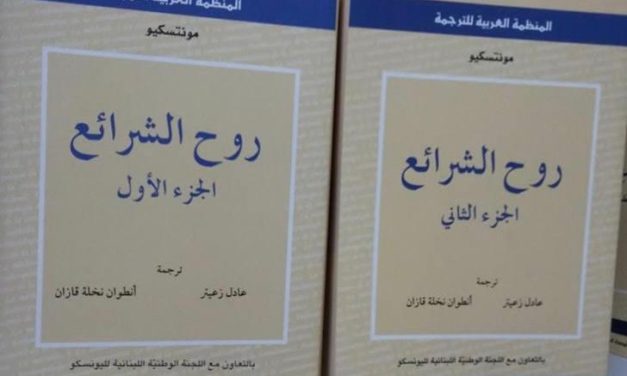 المنظمة العربية للترجمة
مونتسكيو
روح الشرائع
الجزء الأول
ترجمة
عادل زعيتر أنطوان نخلة قازان
بالتعاون مع اللجنة الوطنيّة اللبنانية لليونسكو
المنظمة العربية للترجمة
مونتسكيو
روح الشرائع
الجزء الثاني
ترجمة
عادل زعيتر أنطوان نخلة قازان
بالتعاون مع اللجنة الوطنيّة اللبنانية لليونسكو